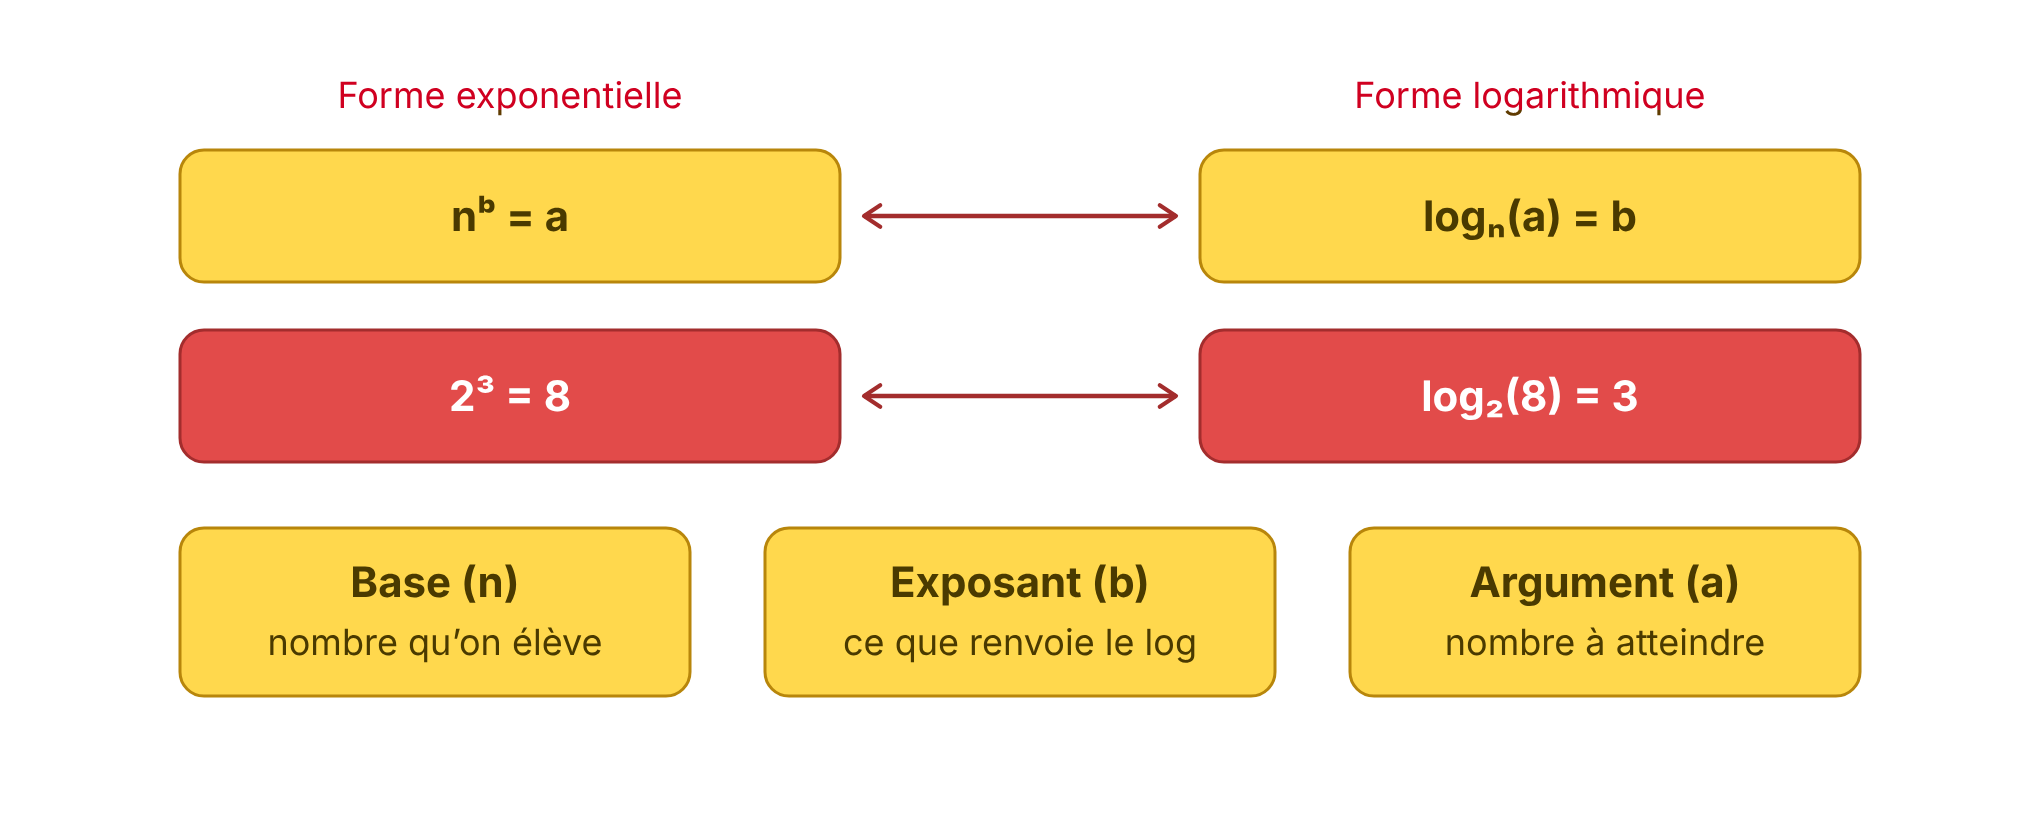 Forme exponentielle
Forme logarithmique
nᵇ = a
logₙ(a) = b
2³ = 8
log₂(8) = 3
Base (n)
nombre qu’on élève
Exposant (b)
ce que renvoie le log
Argument (a)
nombre à atteindre